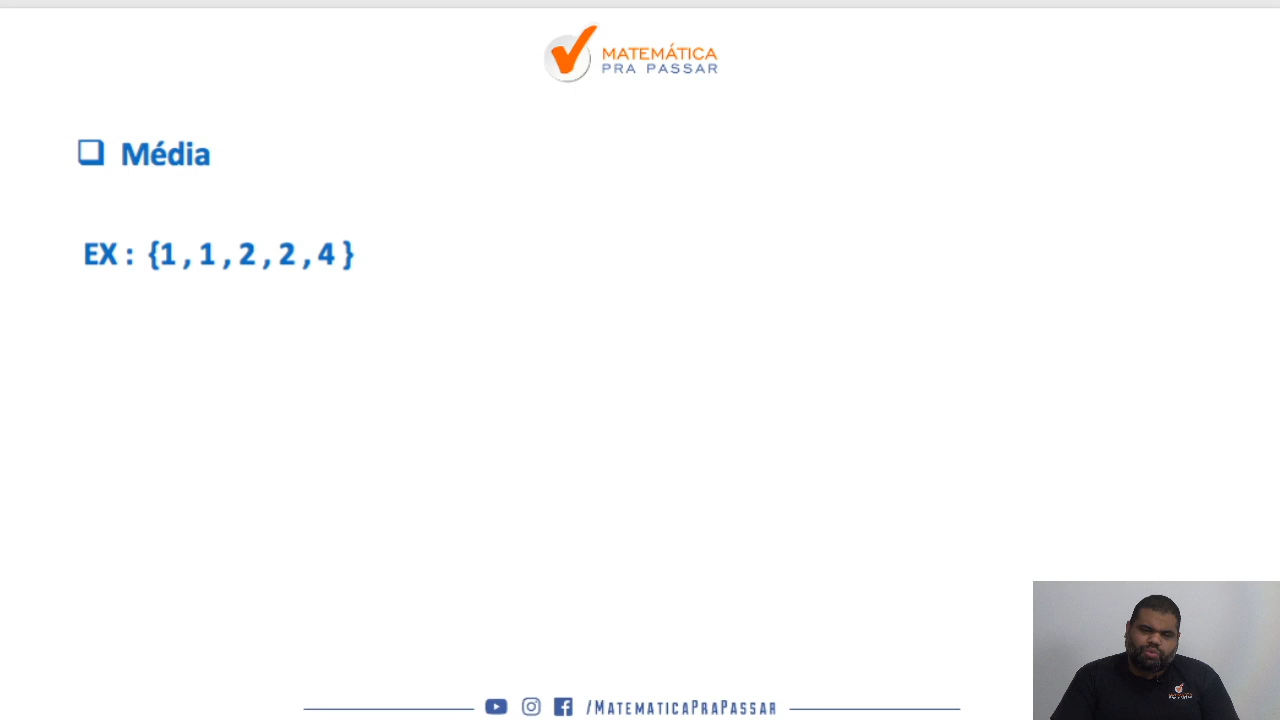 MATEMÁTICA
PRA PASSAR
❑ Média
EX : {1 , 1 , 2 , 2 , 4 }
/MATEMATICAPRAPASSAR